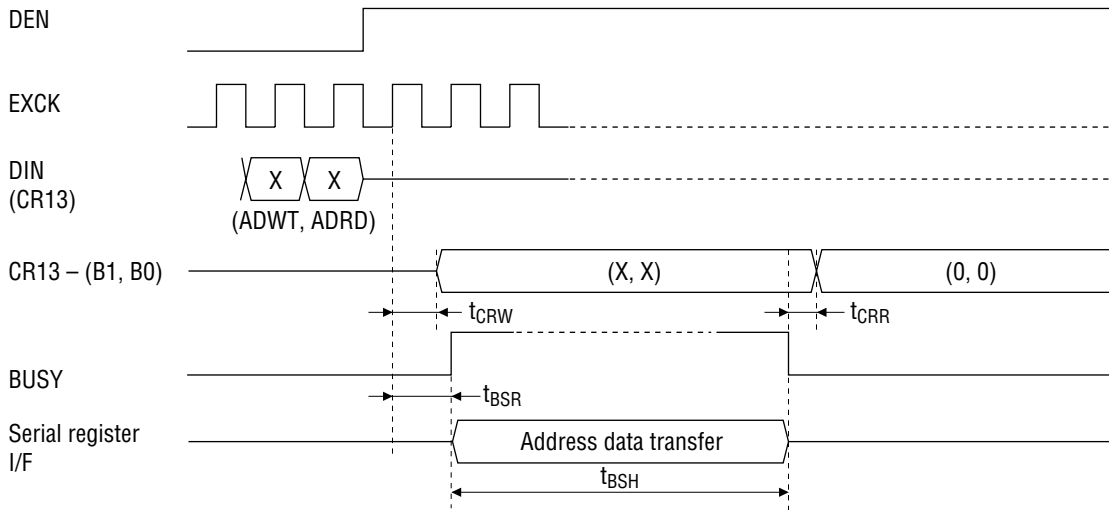 DEN
EXCK
DIN
(CR13)
X X
(ADWT, ADRD)
CR13 – (B1, B0)
(X, X)
(0, 0)
tCRW
tCRR
BUSY
tBSR
Serial register
I/F
Address data transfer
tBSH